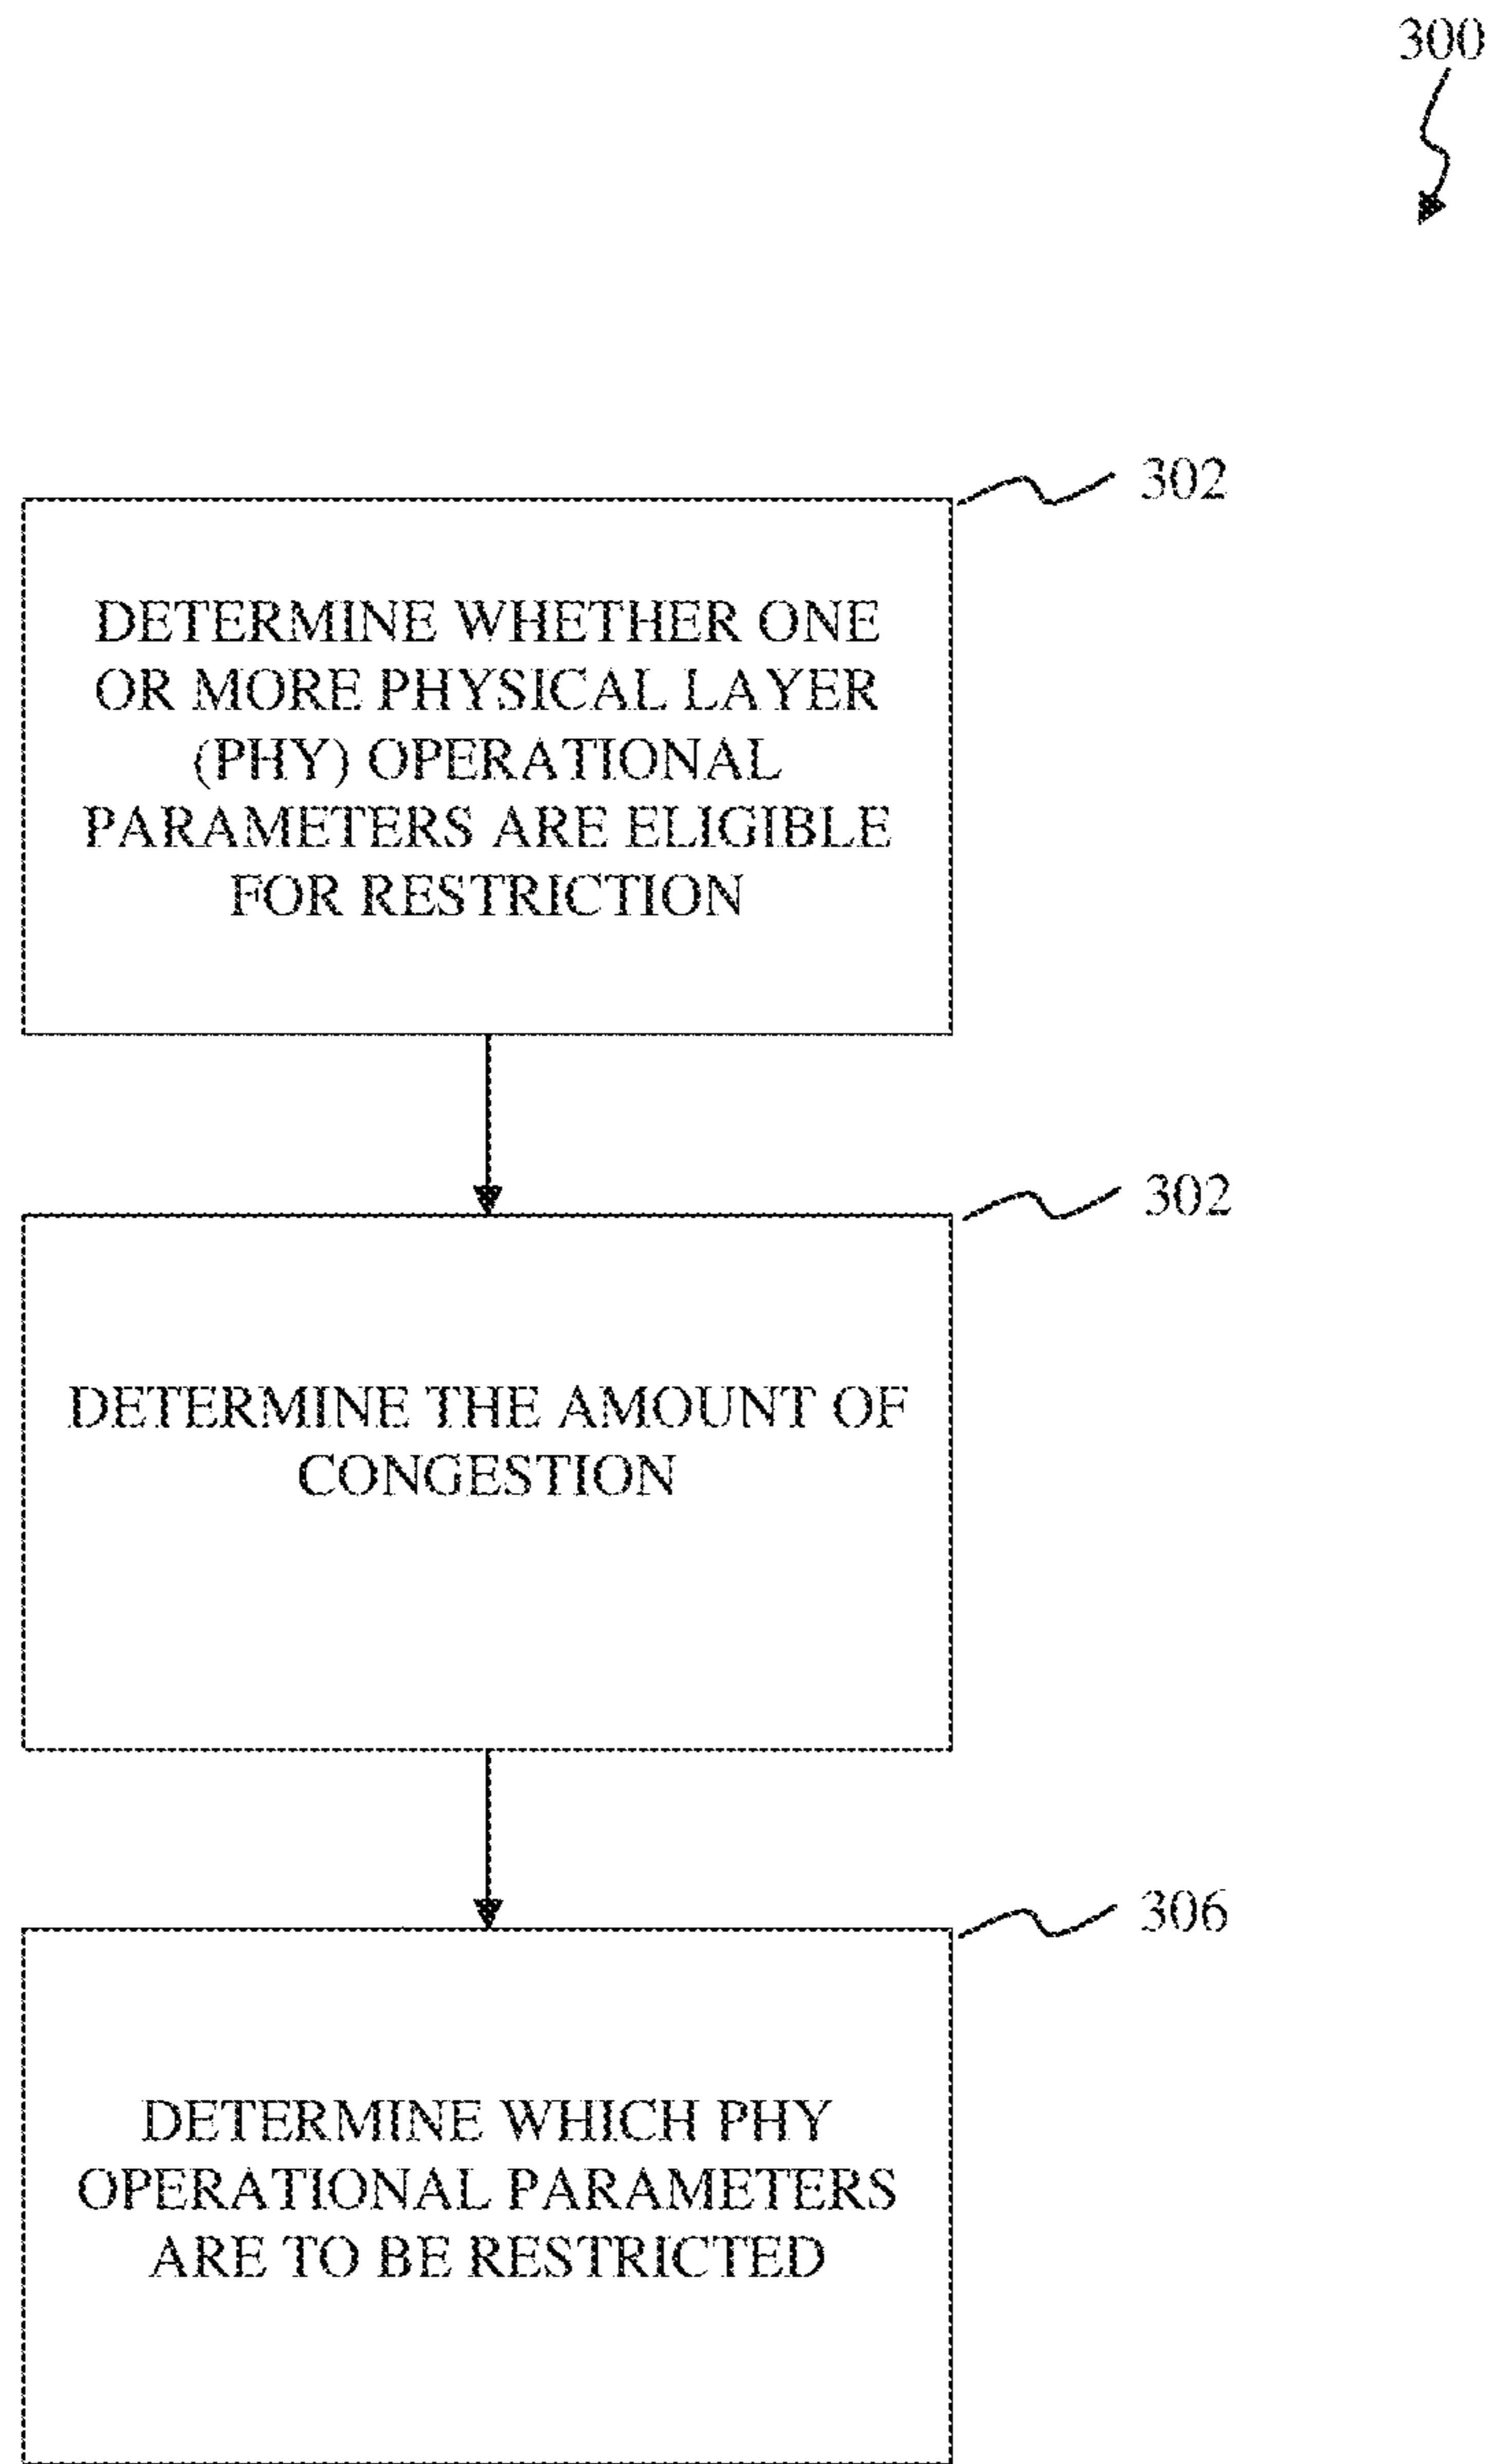 300
302
DETERMINE WHETHER ONE
OR MORE PHYSICAL LAYER
(PHY) OPERATIONAL
PARAMETERS ARE ELIGIBLE
FOR RESTRICTION
302
DETERMINE THE AMOUNT OF
CONGESTION
306
DETERMINE WHICH PHY
OPERATIONAL PARAMETERS
ARE TO BE RESTRICTED